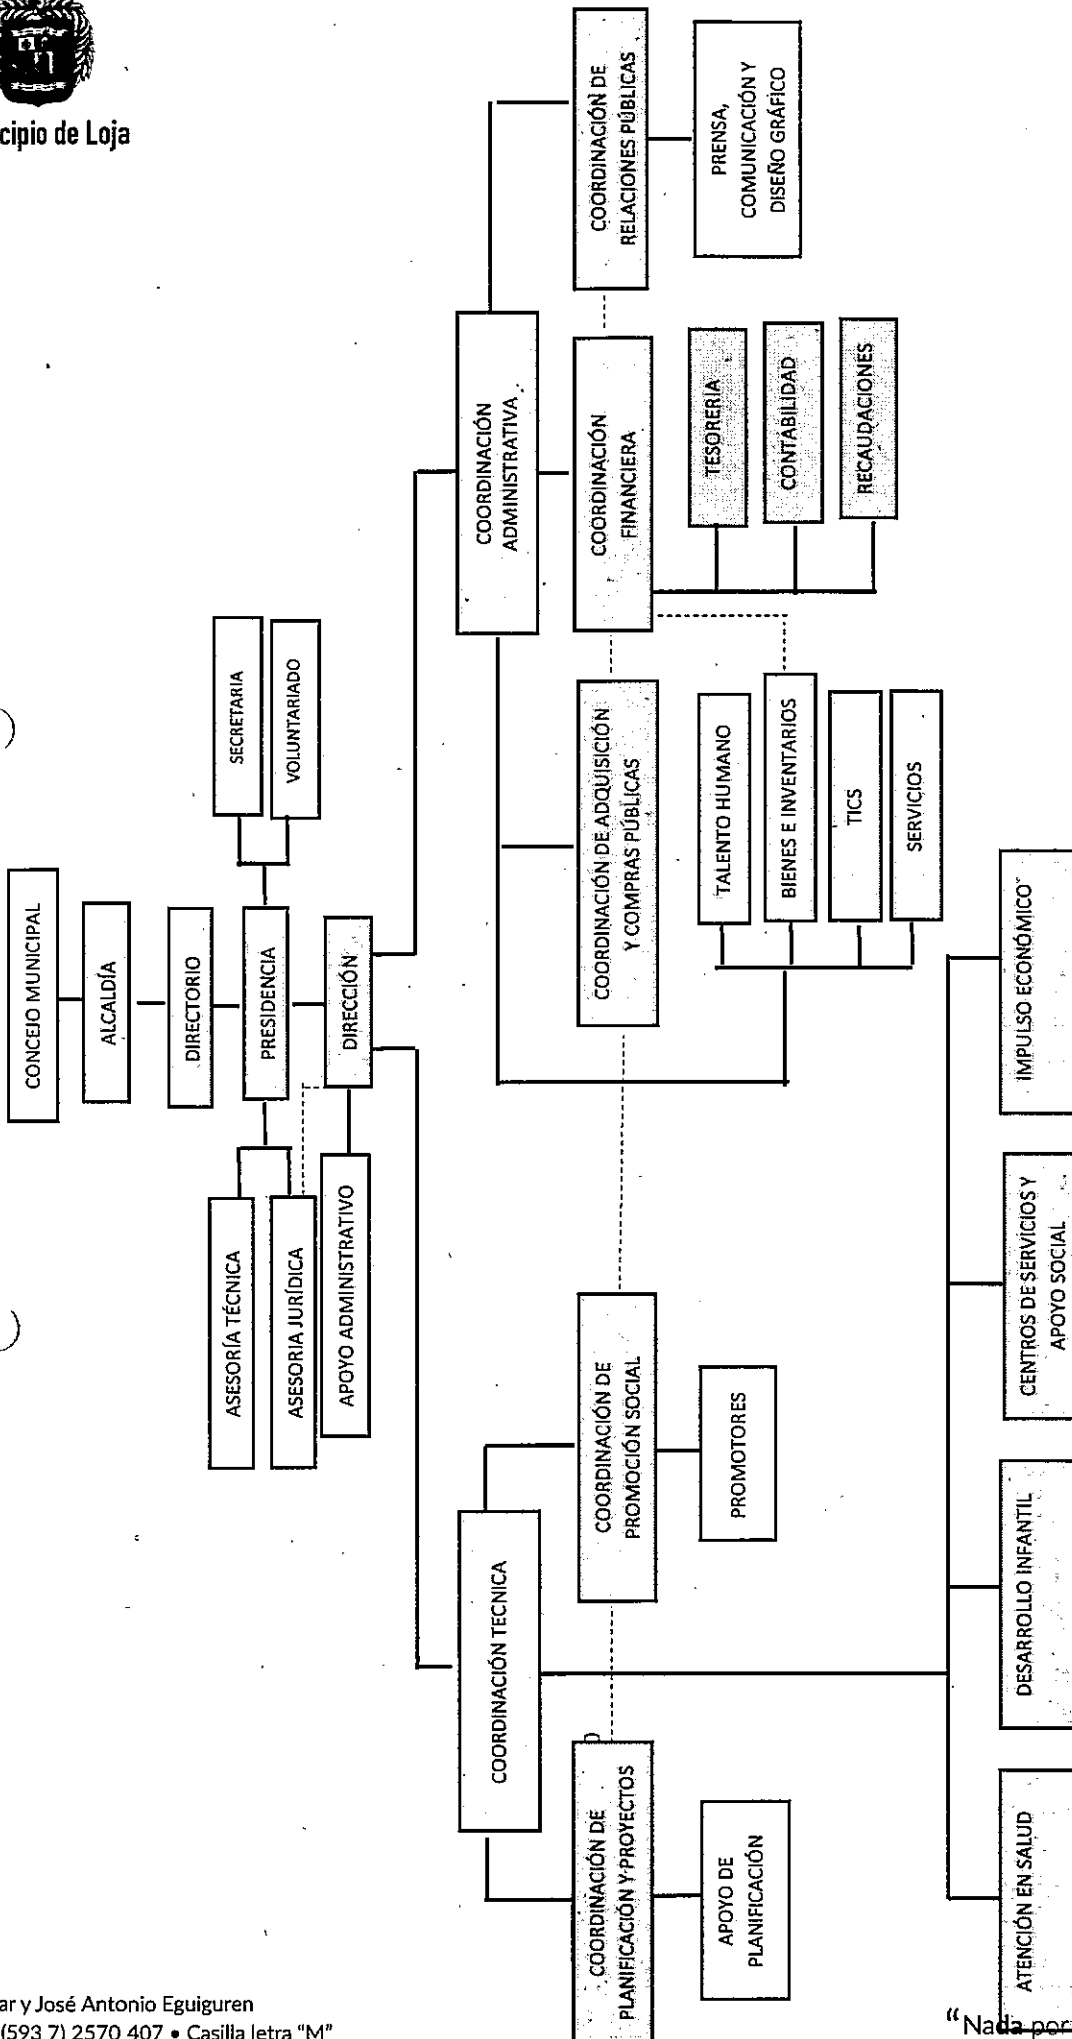 cipio de Loja
CONCEJO MUNICIPAL
ALCALDÍA
DIRECTORIO
PRESIDENCIA
DIRECCIÓN
SECRETARIA
VOLUNTARIADO
ASESORÍA TÉCNICA
ASESORIA JURÍDICA
APOYO ADMINISTRATIVO
COORDINACIÓN TECNICA
COORDINACIÓN
ADMINISTRATIVA
COORDINACIÓN DE
PLANIFICACIÓN Y PROYECTOS
COORDINACIÓN DE
PROMOCIÓN SOCIAL
COORDINACIÓN DE ADQUISICIÓN
Y COMPRAS PÚBLICAS
COORDINACIÓN
FINANCIERA
COORDINACIÓN DE
RELACIONES PÚBLICAS
APOYO DE
PLANIFICACIÓN
PROMOTORES
TALENTO HUMANO
BIENES E INVENTARIOS
TICS
SERVICIOS
TESORERIA
CONTABILIDAD
RECAUDACIONES
PRENSA,
COMUNICACIÓN Y
DISEÑO GRÁFICO
ATENCIÓN EN SALUD
DESARROLLO INFANTIL
CENTROS DE SERVICIOS Y
APOYO SOCIAL
IMPULSO ECONÓMICO
ar y José Antonio Eguiguren
(593 7) 2570 407 • Casilla letra "M"
“Nada por